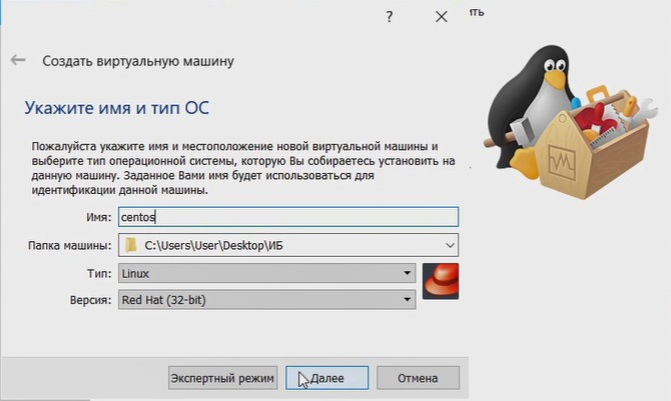 ?
ить
Создать виртуальную машину
Укажите имя и тип ОС
Пожалуйста укажите имя и местоположение новой виртуальной машины и
выберите тип операционной системы, которую Вы собираетесь установить на
данную машину. Заданное Вами имя будет использоваться для
идентификации данной машины.
Имя: centos
Папка машины: C:\Users\User\Desktop\ИБ
Тип: Linux
Версия: Red Hat (32-bit)
Экспертный режим Далее Отмена